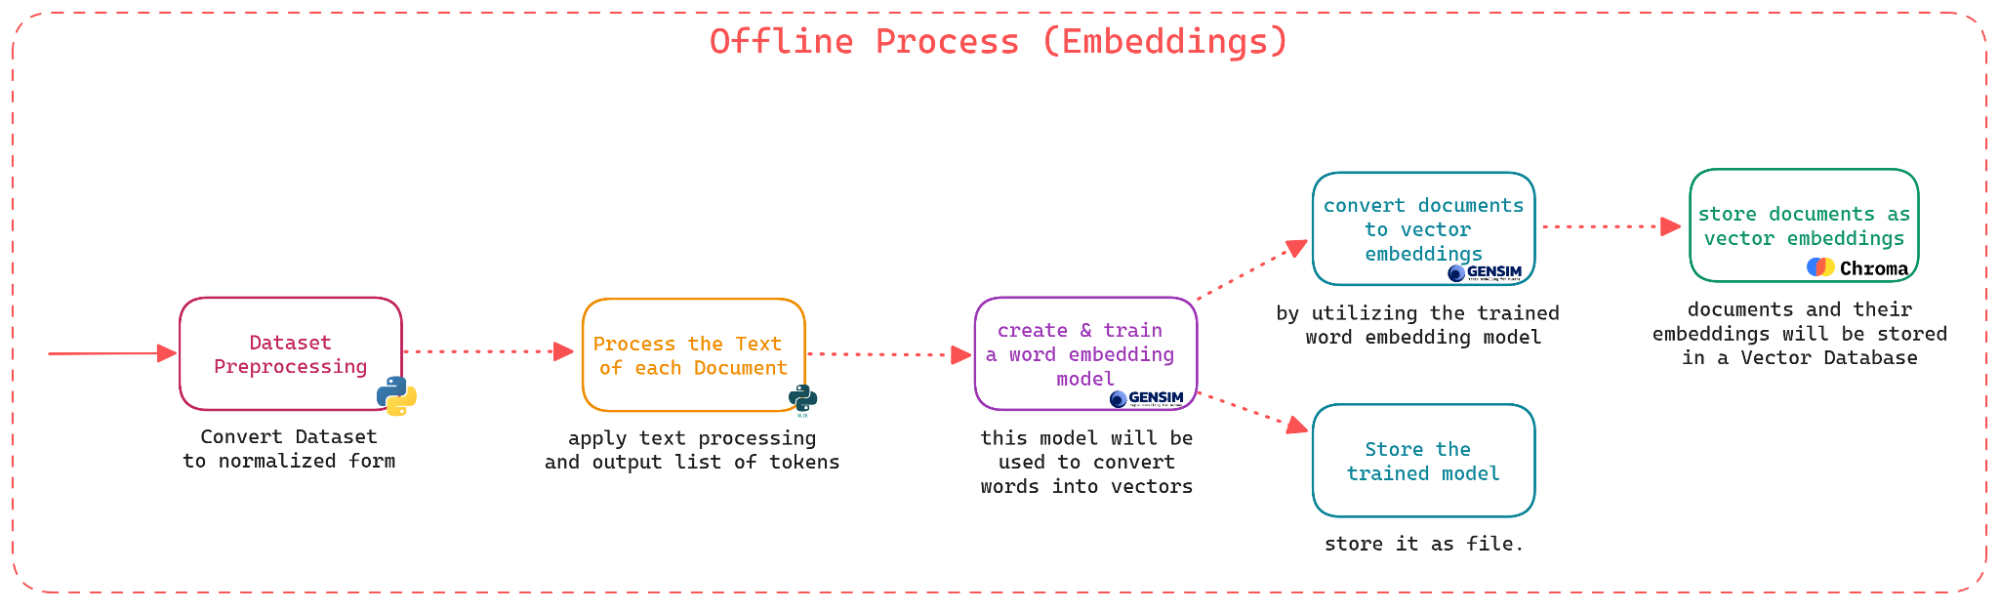 Offline Process (Embeddings)
Dataset
Preprocessing
Convert Dataset
to normalized form
Process the Text
of each Document
apply text processing
and output list of tokens
create & train
a word embedding
model
GENSIM
this model will be
used to convert
words into vectors
convert documents
to vector
embeddings
GENSIM
by utilizing the trained
word embedding model
store documents as
vector embeddings
Chroma
documents and their
embeddings will be stored
in a Vector Database
Store the
trained model
store it as file.